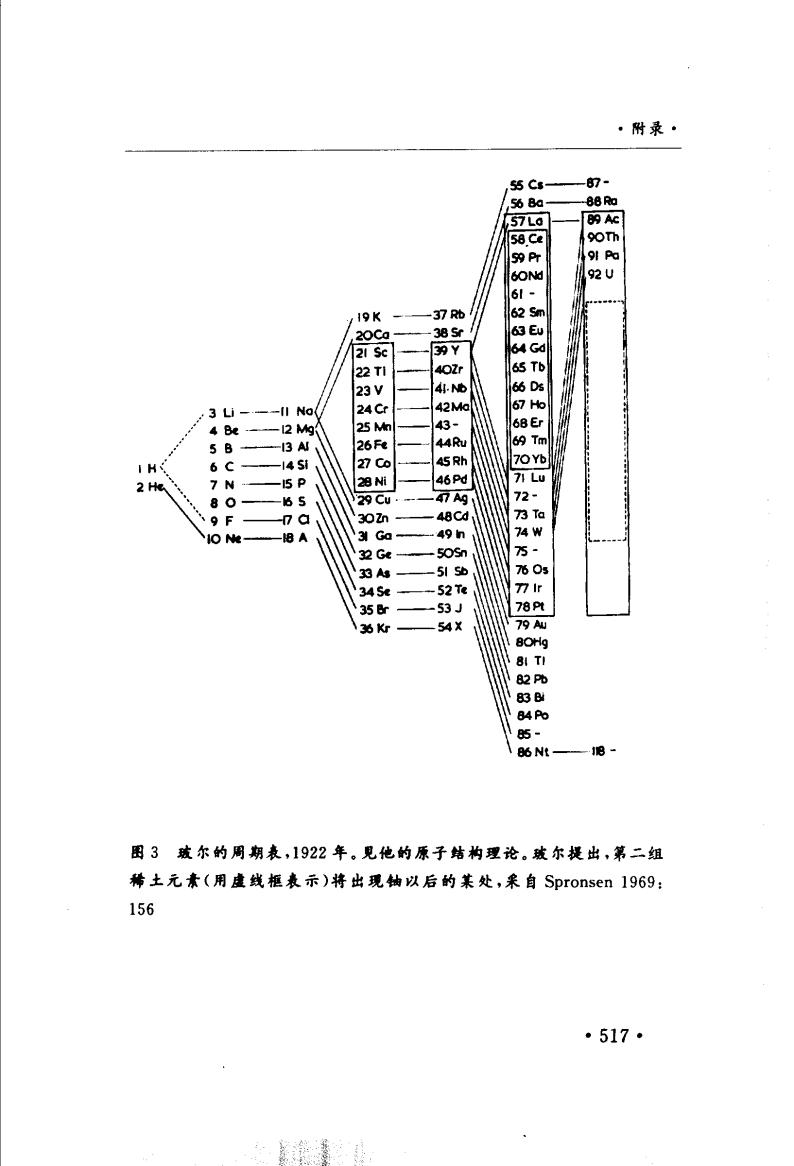 ·附录·
55 Cs 87 -
56 Ba 88 Ra
57 La 89 Ac
58 Ce 90 Th
59 Pr 91 Pa
60 Nd 92 U
61 -
19 K 37 Rb 62 Sm
20 Ca 38 Sr 63 Eu
21 Sc 39 Y 64 Gd
22 Ti 40 Zr 65 Tb
23 V 41 Nb 66 Ds
3 Li 11 Na 24 Cr 42 Mo 67 Ho
4 Be 12 Mg 25 Mn 43 - 68 Er
5 B 13 Al 26 Fe 44 Ru 69 Tm
1 H 6 C 14 Si 27 Co 45 Rh 70 Yb
2 He 7 N 15 P 28 Ni 46 Pd 71 Lu
8 O 16 S 29 Cu 47 Ag 72 -
9 F 17 Cl 30 Zn 48 Cd 73 Ta
10 Ne 18 A 31 Ga 49 In 74 W
32 Ge 50 Sn 75 -
33 As 51 Sb 76 Os
34 Se 52 Te 77 Ir
35 Br 53 J 78 Pt
36 Kr 54 X 79 Au
80 Hg
81 Tl
82 Pb
83 Bi
84 Po
85 -
86 Nt 118 -
图 3 玻尔的周期表,1922 年。见他的原子结构理论。玻尔提出,第二组
稀土元素(用虚线框表示)将出现铀以后的某处,采自 Spronsen 1969:
156
·517·